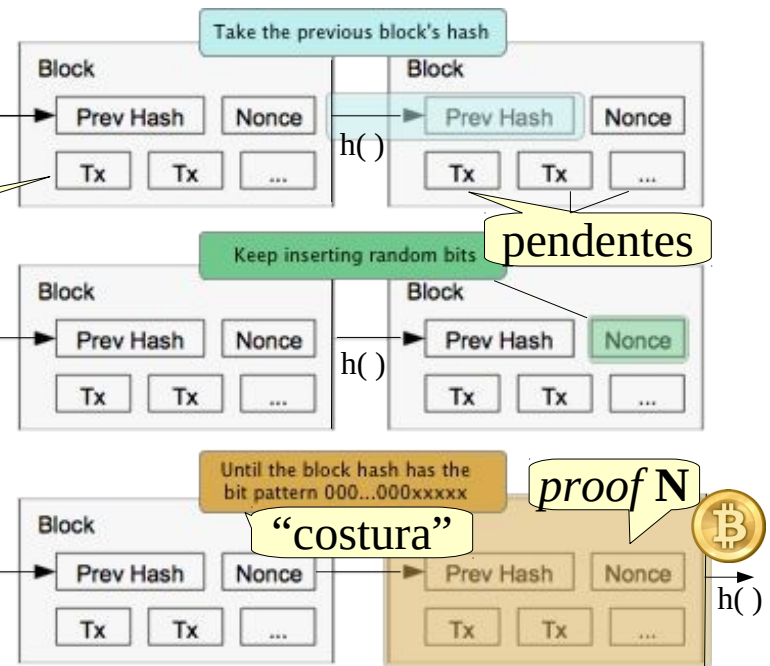 Take the previous block's hash
Block
Prev Hash
Nonce
Tx
Tx
...
h( )
Block
Prev Hash
Nonce
Tx
Tx
...
pendentes
Keep inserting random bits
Block
Prev Hash
Nonce
Tx
Tx
...
h( )
Block
Prev Hash
Nonce
Tx
Tx
...
Until the block hash has the
bit pattern 000...000xxxxx
“costura”
proof N
Block
Prev Hash
Nonce
Tx
Tx
...
Prev Hash
Nonce
Tx
Tx
...
₿
h( )